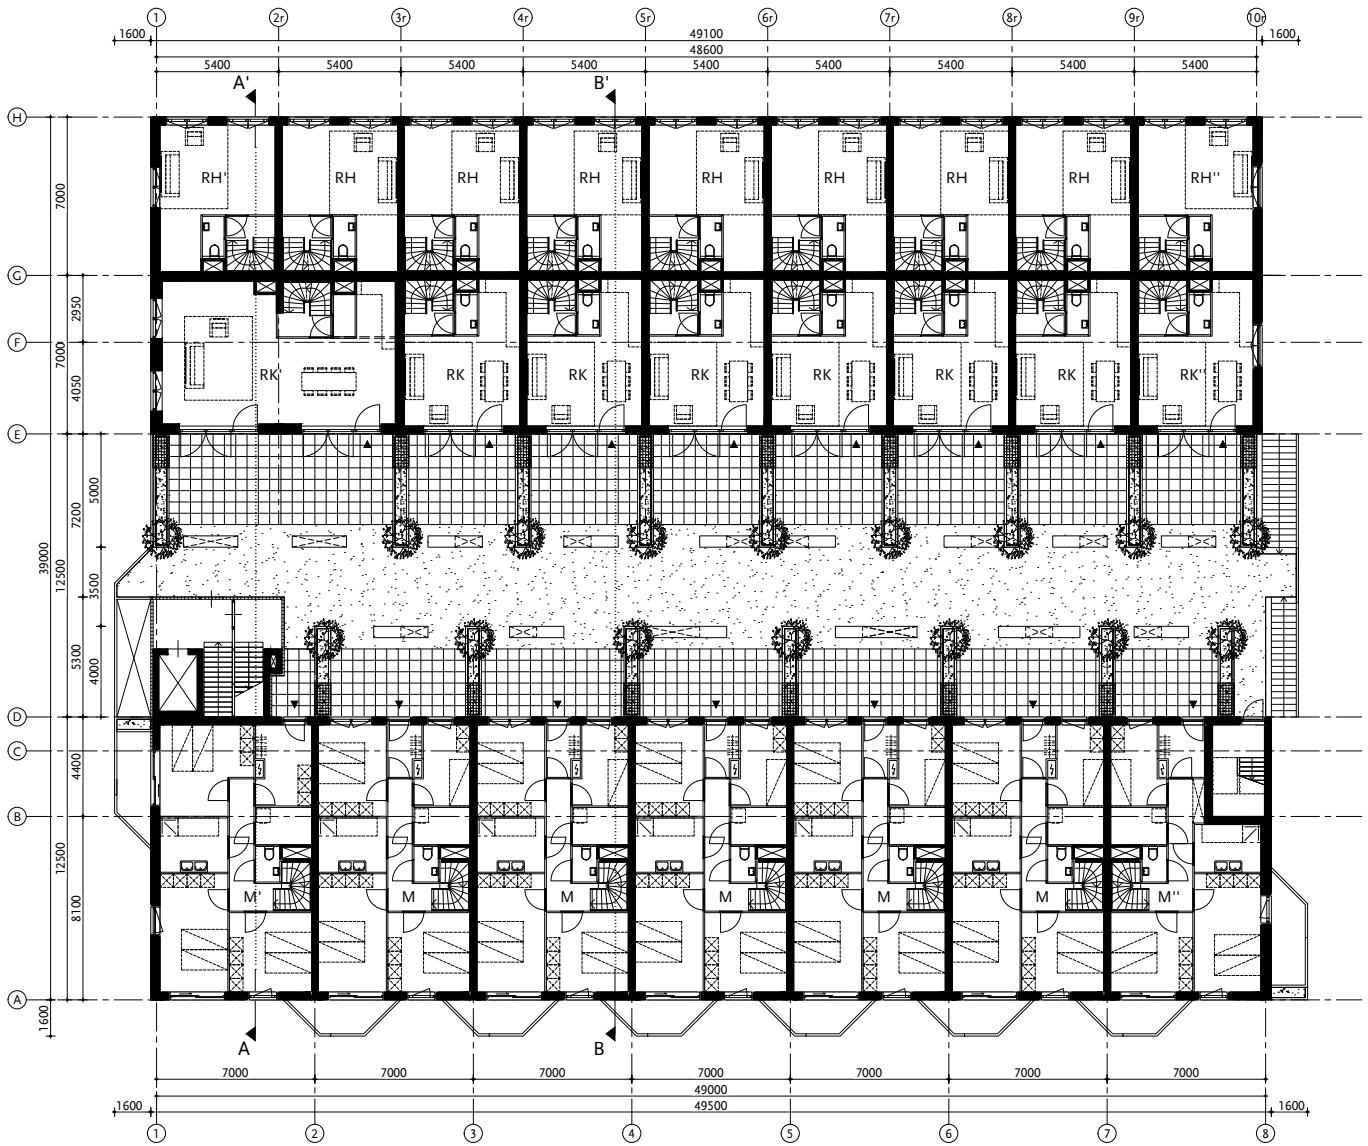 1 2r 3r 4r 5r 6r 7r 8r 9r 10r
1600 49100 1600
48600
5400 5400 5400 5400 5400 5400 5400 5400 5400
A' B'
H
7000 RH' RH RH RH RH RH RH RH RH''
G
2950
F
7000 39000
4050 RK' RK RK RK RK RK RK RK''
E
5000
7200
12500
3500
5300
4000
D
C
4400
B
12500
8100 M' M M M M M M''
A
1600
A B
7000 7000 7000 7000 7000 7000 7000
49000
1600 49500 1600
1 2 3 4 5 6 7 8